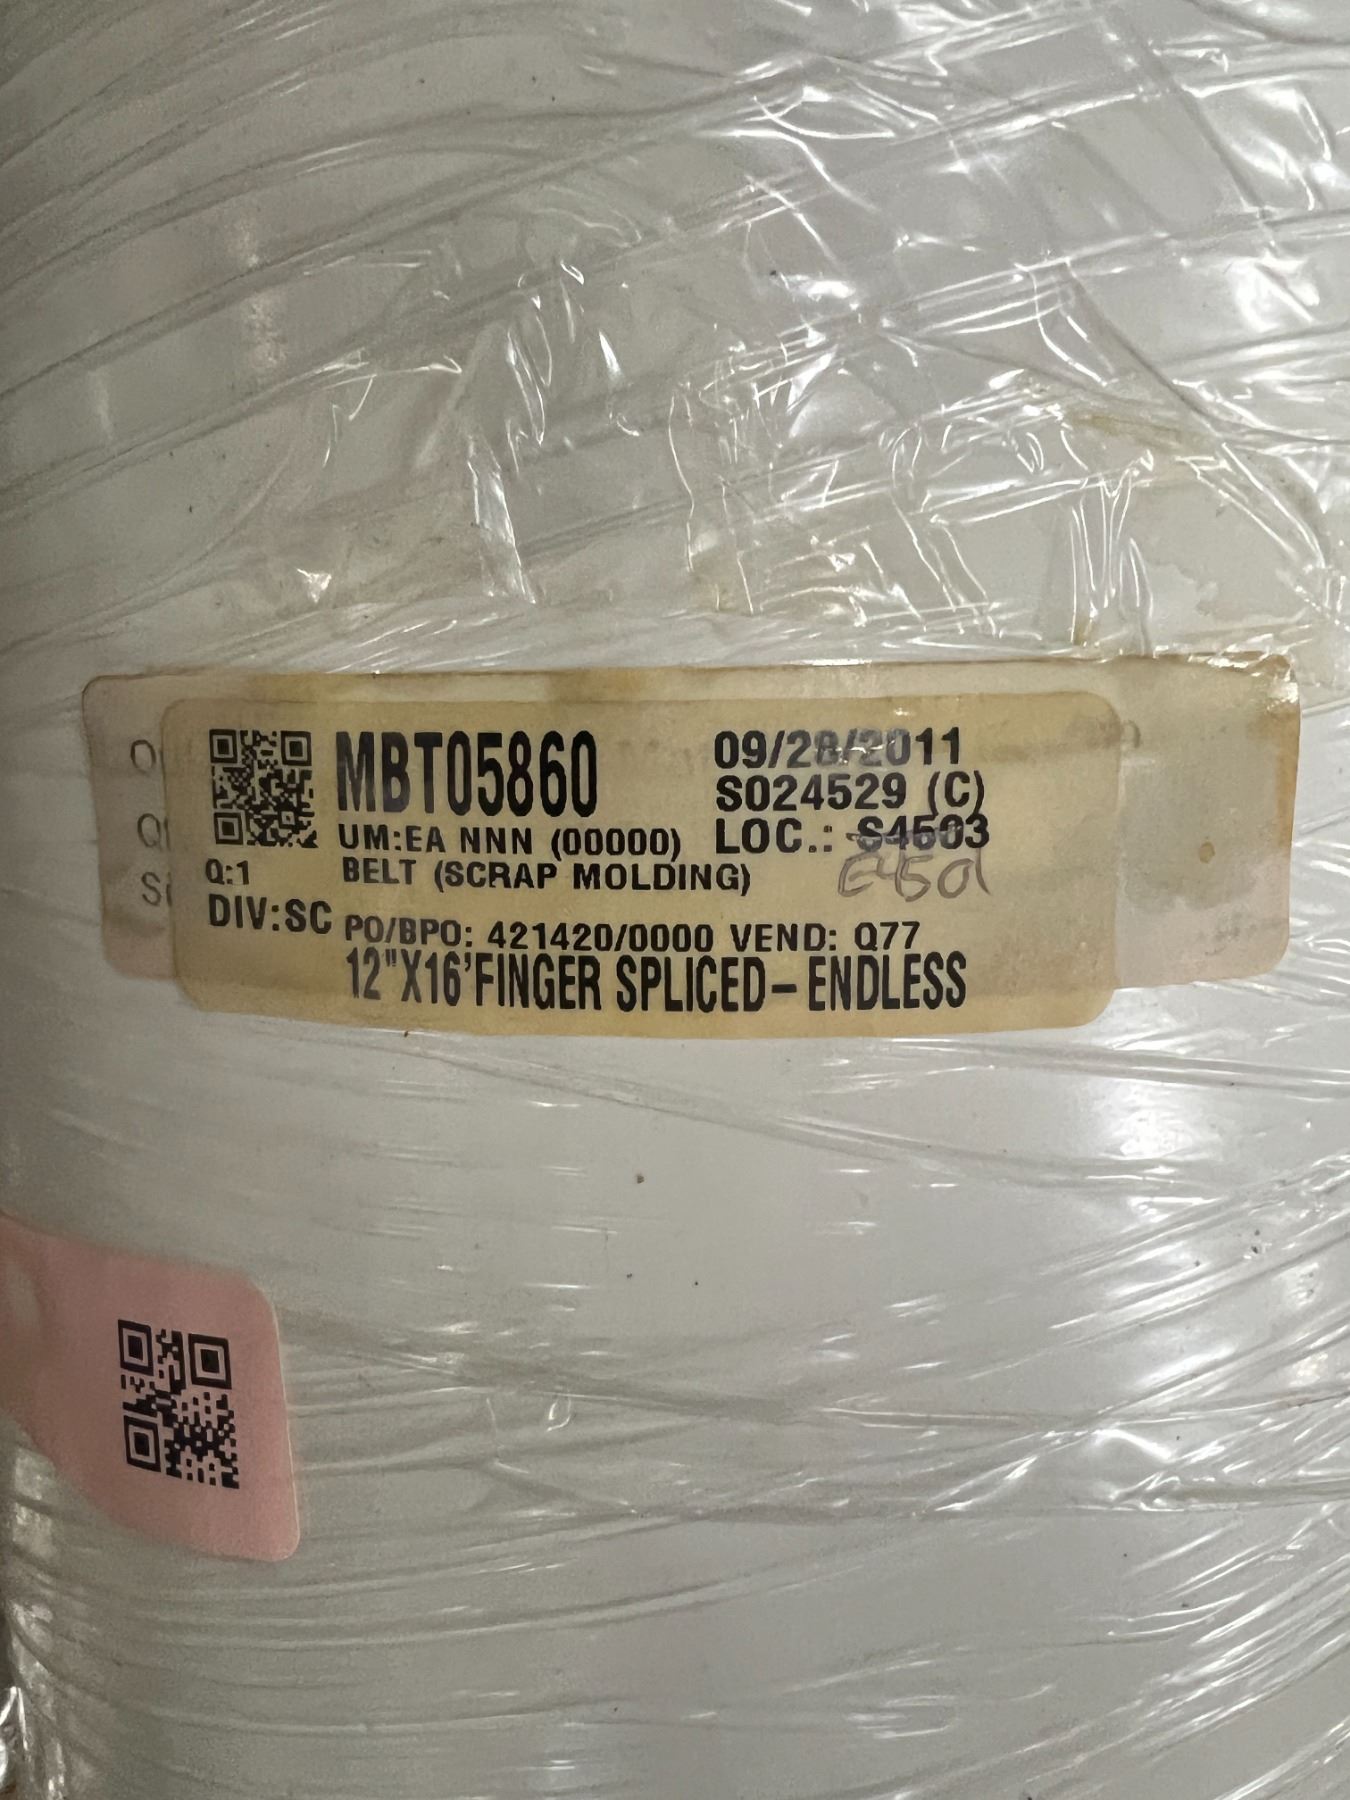 MBT05860
09/28/2011
S024529 (C)
UM:EA NNN (00000)
LOC.: S4503
Q:1
BELT (SCRAP MOLDING)
DIV:SC
PO/BPO: 421420/0000 VEND: Q77
12"X16'FINGER SPLICED-ENDLESS